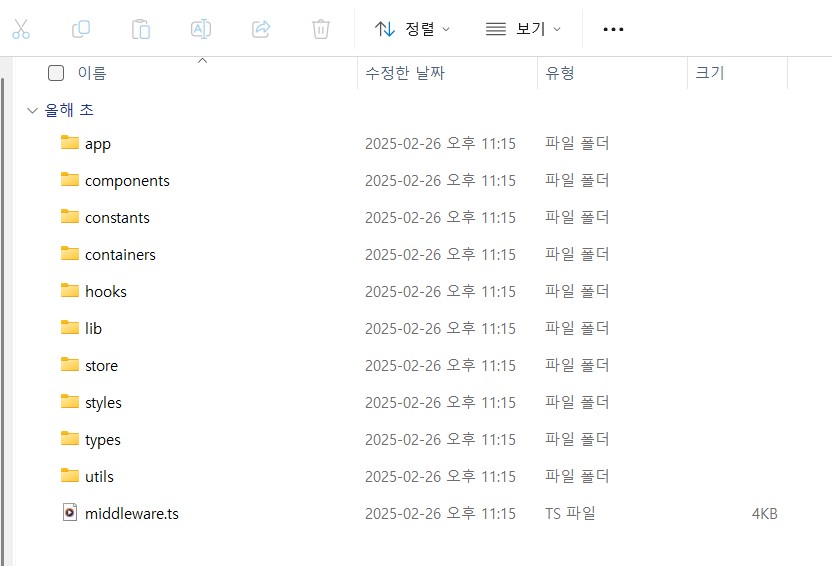 정렬 보기
이름 수정한 날짜 유형 크기
올해 초
app 2025-02-26 오후 11:15 파일 폴더
components 2025-02-26 오후 11:15 파일 폴더
constants 2025-02-26 오후 11:15 파일 폴더
containers 2025-02-26 오후 11:15 파일 폴더
hooks 2025-02-26 오후 11:15 파일 폴더
lib 2025-02-26 오후 11:15 파일 폴더
store 2025-02-26 오후 11:15 파일 폴더
styles 2025-02-26 오후 11:15 파일 폴더
types 2025-02-26 오후 11:15 파일 폴더
utils 2025-02-26 오후 11:15 파일 폴더
middleware.ts 2025-02-26 오후 11:15 TS 파일 4KB